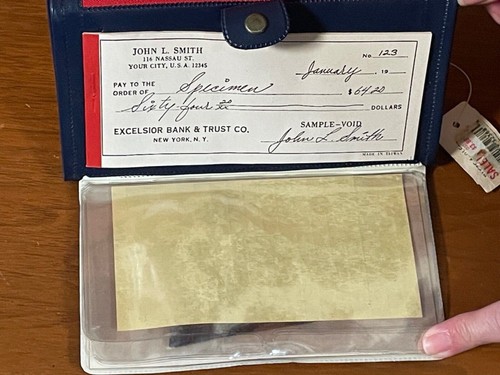 JOHN L. SMITH
116 NASSAU ST.
YOUR CITY, U.S.A. 12345
No. 123
January, 19
PAY TO THE
ORDER OF Specimen $ 64 20
Sixty-four DOLLARS
EXCELSIOR BANK & TRUST CO.
NEW YORK, N.Y.
SAMPLE-VOID
John L. Smith
MADE IN TAIWAN
SALE